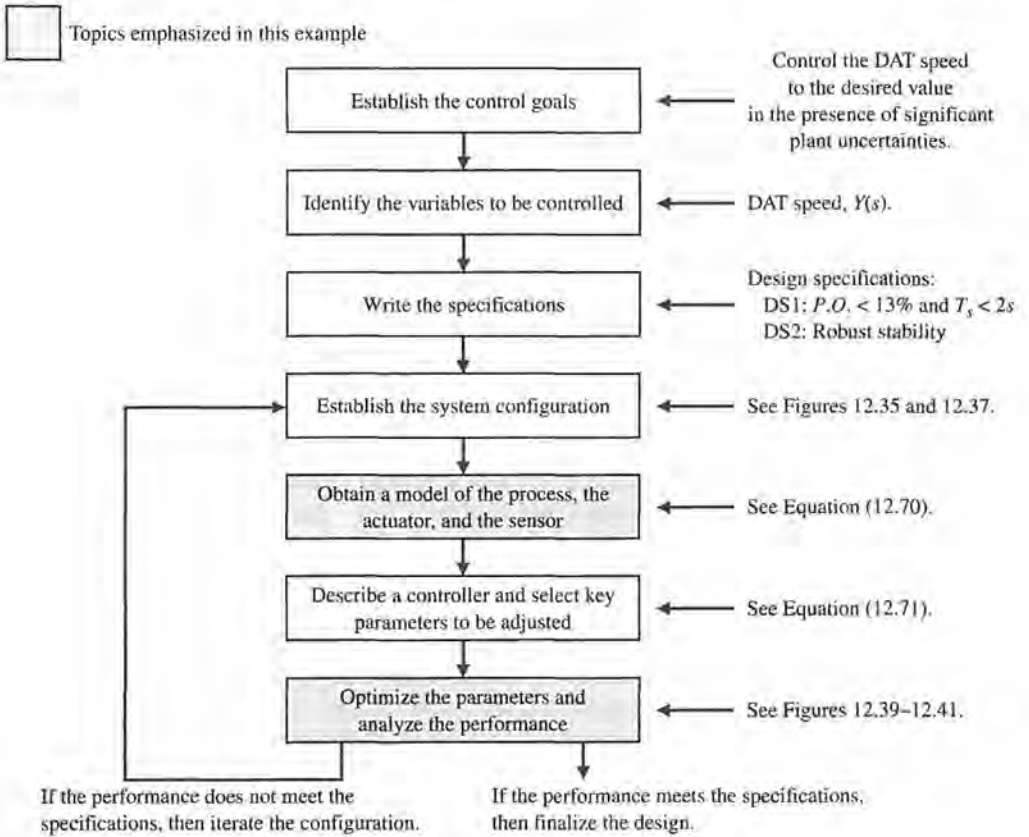 Topics emphasized in this example
Establish the control goals
Control the DAT speed
to the desired value
in the presence of significant
plant uncertainties.
Identify the variables to be controlled
DAT speed, Y(s).
Write the specifications
Design specifications:
DS1: P.O. < 13% and Tₛ < 2s
DS2: Robust stability
Establish the system configuration
See Figures 12.35 and 12.37.
Obtain a model of the process, the
actuator, and the sensor
See Equation (12.70).
Describe a controller and select key
parameters to be adjusted
See Equation (12.71).
Optimize the parameters and
analyze the performance
See Figures 12.39–12.41.
If the performance does not meet the
specifications, then iterate the configuration.
If the performance meets the specifications,
then finalize the design.